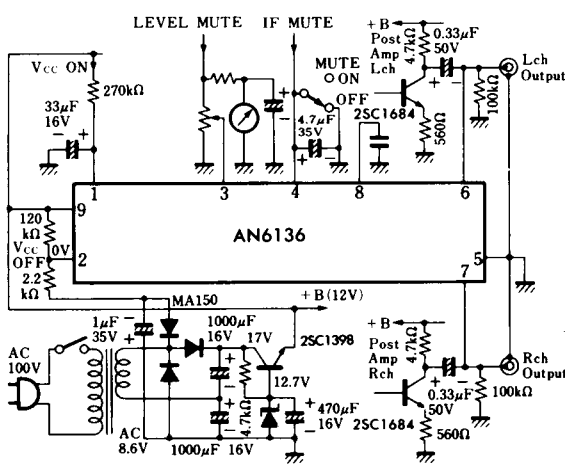 LEVEL MUTE
IF MUTE
+B
Post
Amp
Lch
4.7kΩ
0.33μF
50V
Lch
Output
VCC ON
270kΩ
33μF
16V
+
−
+
−
MUTE
ON
OFF
4.7μF
35V
+
−
2SC1684
560Ω
+
−
100kΩ
1
3
4
8
6
9
2
5
7
AN6136
120
kΩ
VCC
OFF
0V
2.2
kΩ
MA150
+B (12V)
1μF
35V
−
+
1000μF
16V
17V
2SC1398
AC
100V
+
−
+
−
12.7V
4.7kΩ
+
−
470μF
16V
AC
8.6V
1000μF
16V
+B
Post
Amp
Rch
4.7kΩ
+
−
0.33μF
50V
2SC1684
560Ω
100kΩ
Rch
Output